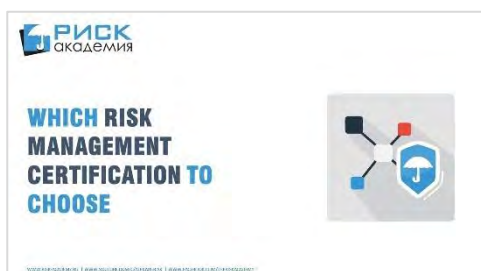 РИСК
академия
WHICH RISK
MANAGEMENT
CERTIFICATION TO
CHOOSE